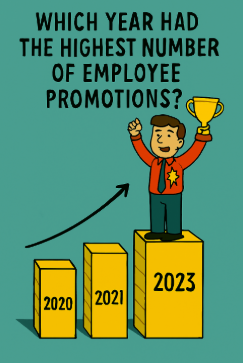 WHICH YEAR HAD
THE HIGHEST NUMBER
OF EMPLOYEE
PROMOTIONS?
2020
2021
2023